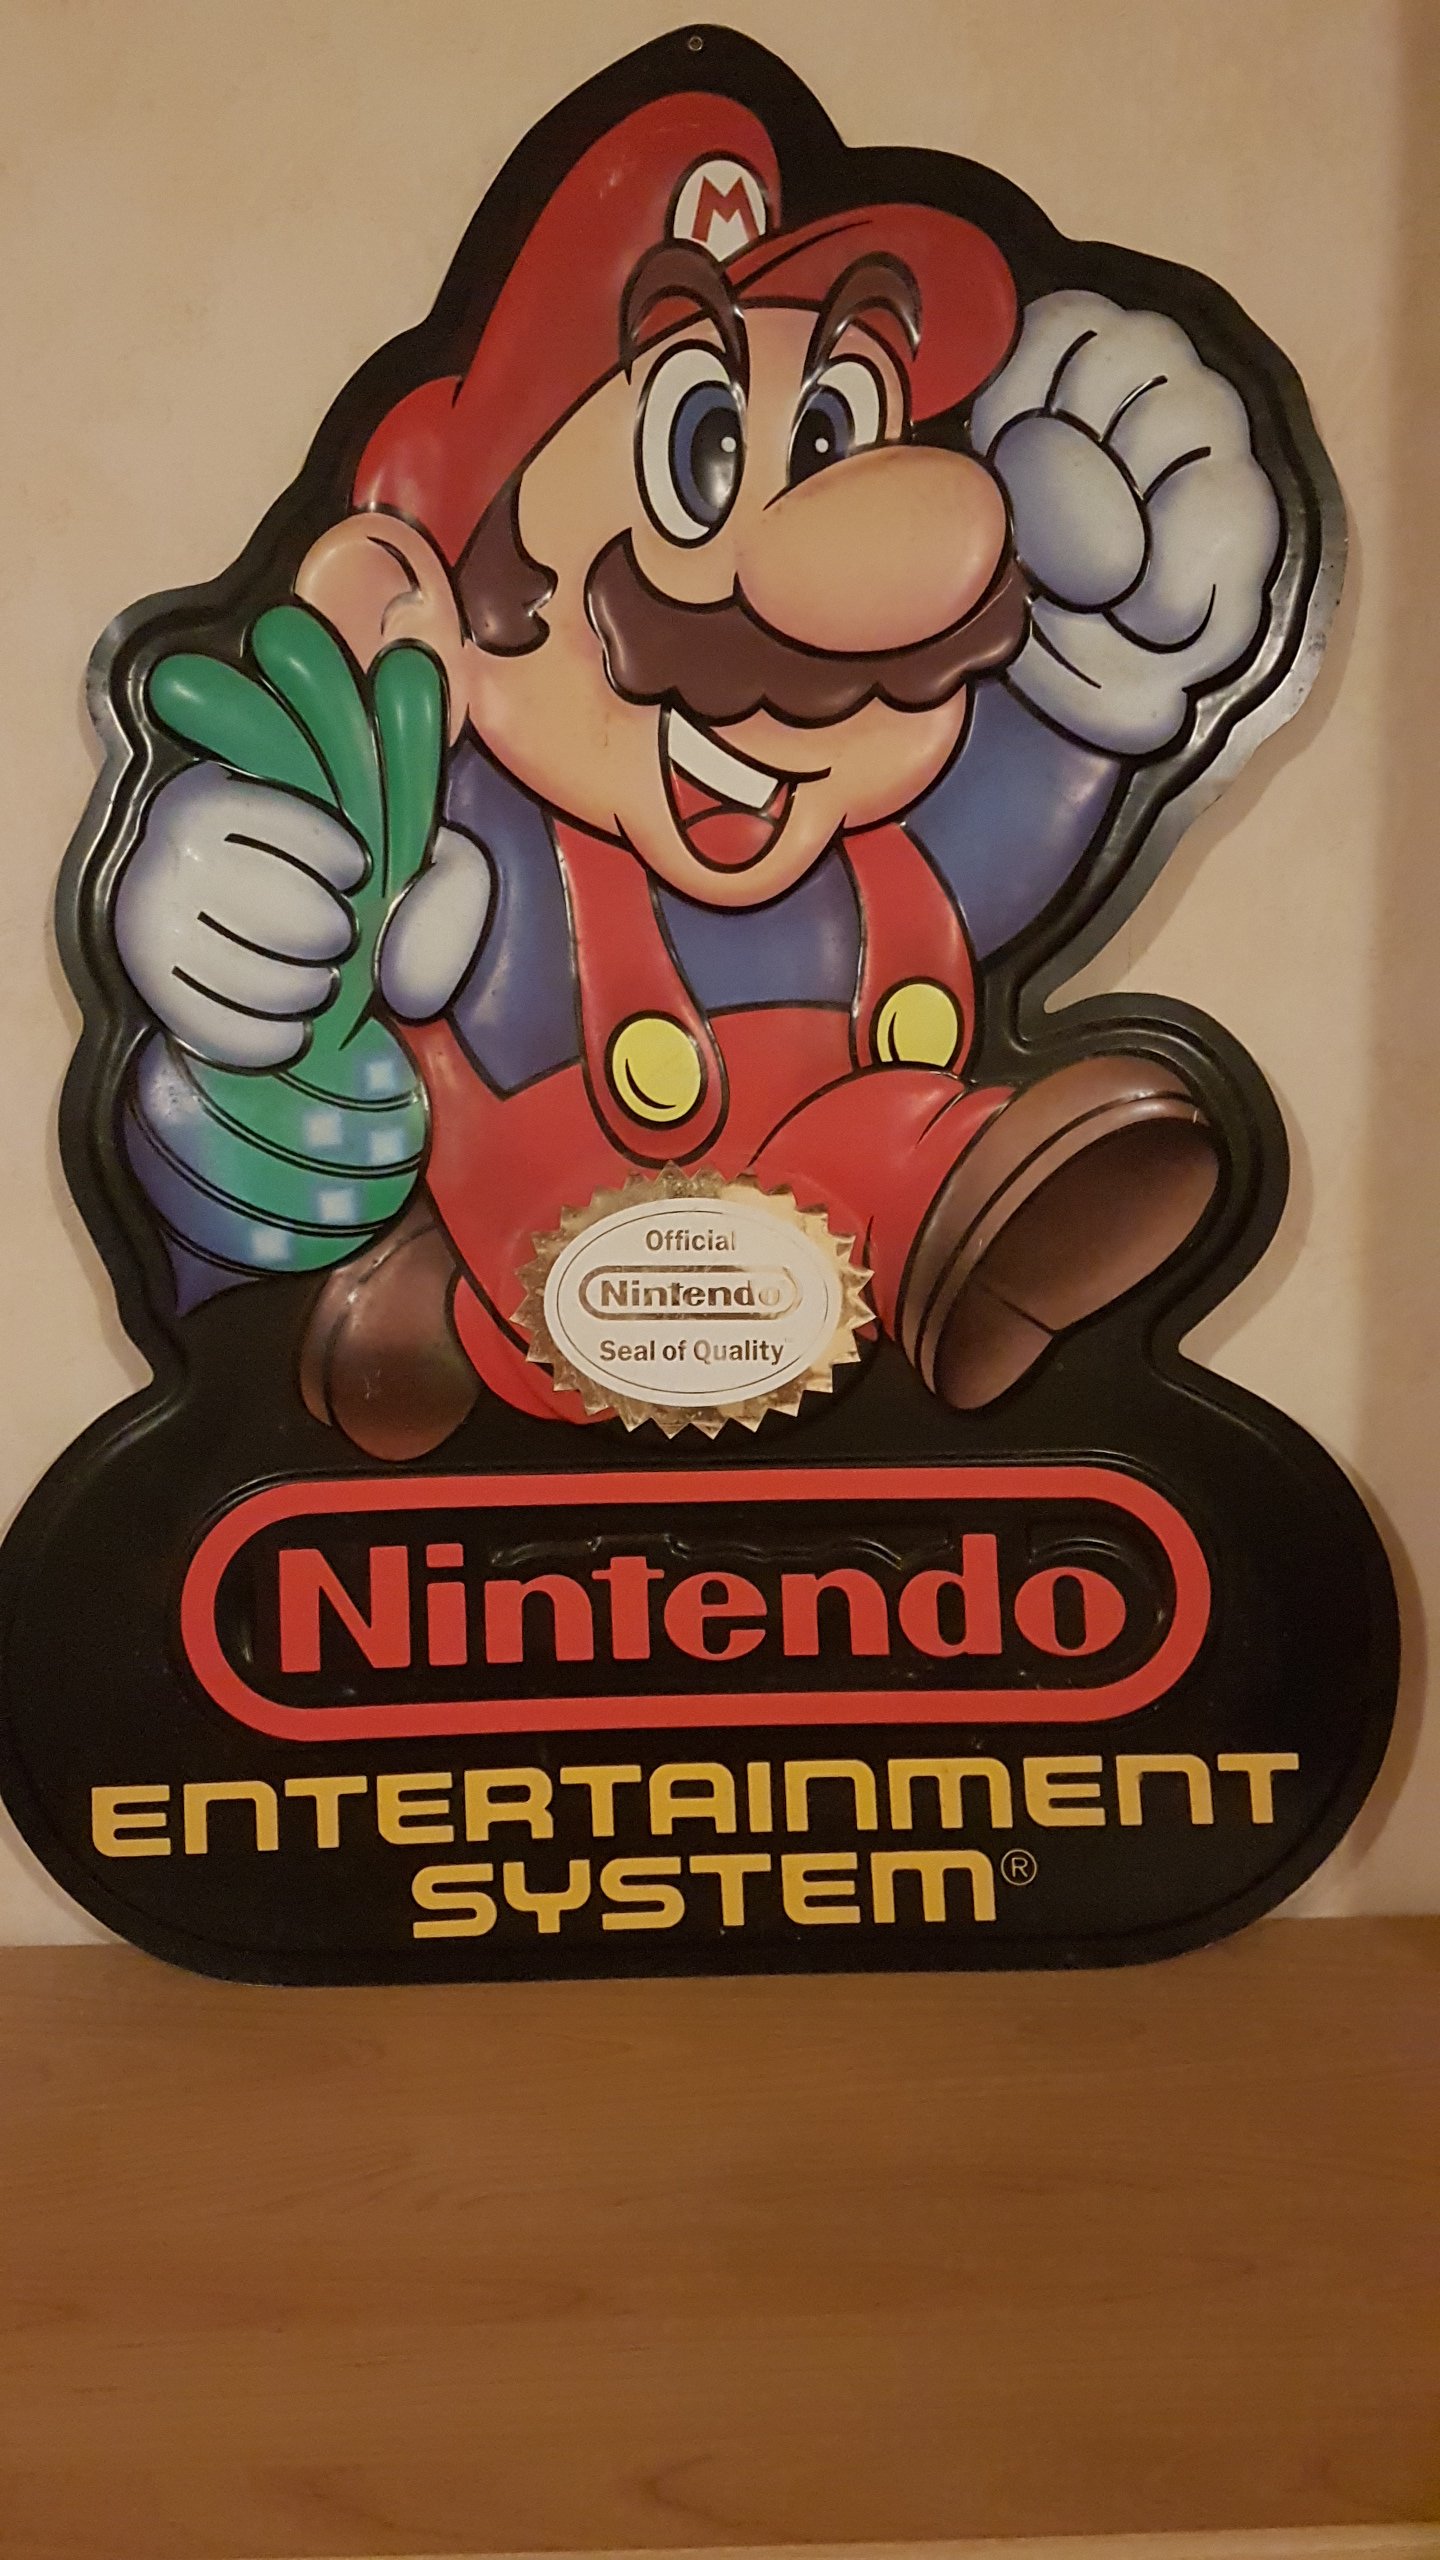 M
Official
Nintendo
Seal of Quality
Nintendo
ENTERTAINMENT
SYSTEM®